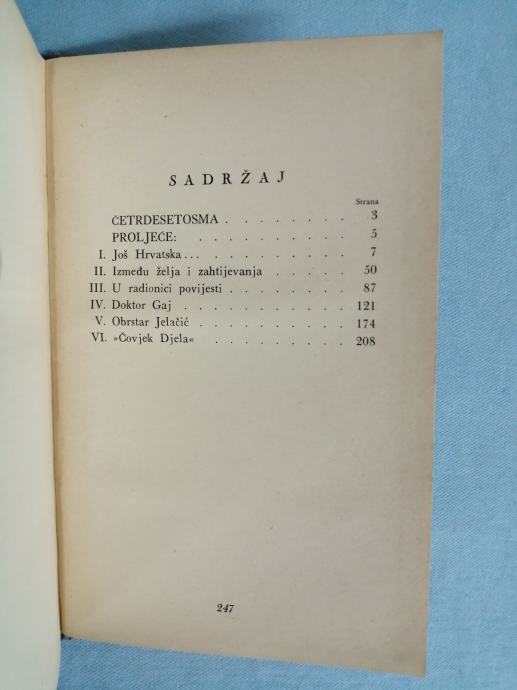 SADRŽAJ
Strana
ČETRDESETOSMA . . . . . . . . 3
PROLJEĆE: . . . . . . . . . . 5
I. Još Hrvatska ... . . . . . . . . . 7
II. Između želja i zahtijevanja . . . . . 50
III. U radionici povijesti . . . . . . . . 87
IV. Doktor Gaj . . . . . . . . . . 121
V. Obrstar Jelačić . . . . . . . . . . 174
VI. »Čovjek Djela« . . . . . . . . . 208
247